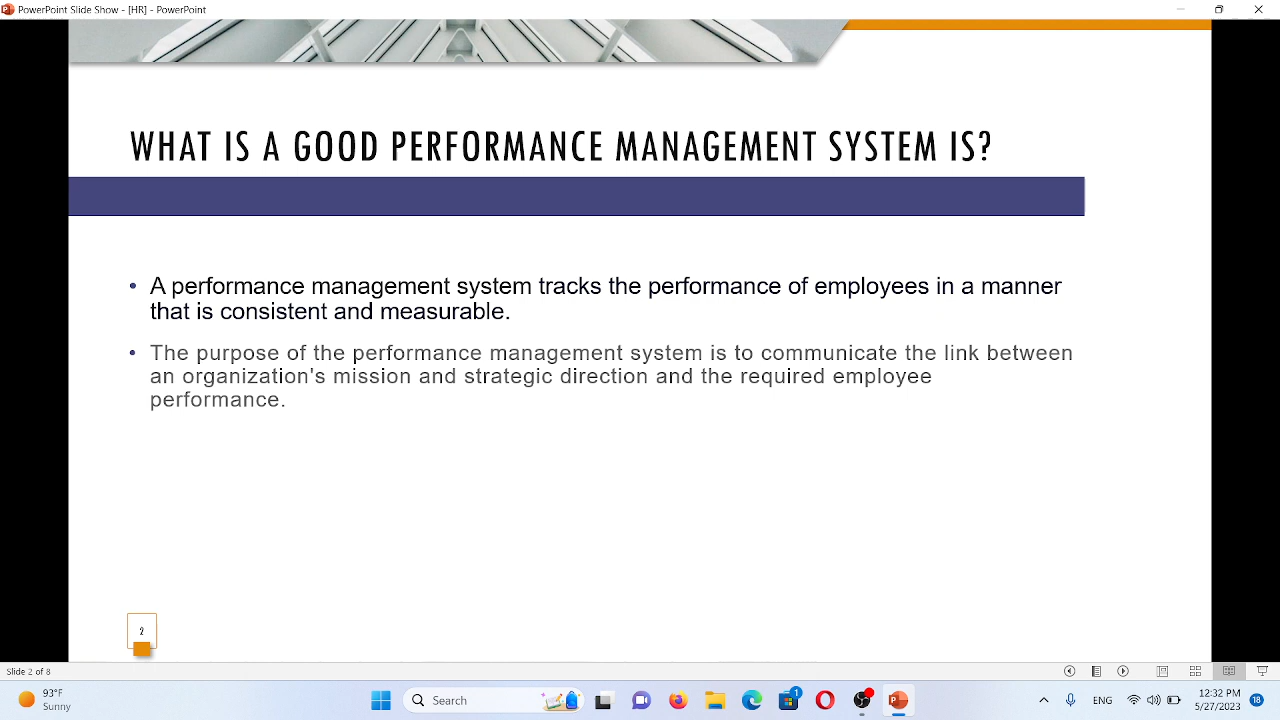 [HR] - PowerPoint Slide Show - PowerPoint
WHAT IS A GOOD PERFORMANCE MANAGEMENT SYSTEM IS?
• A performance management system tracks the performance of employees in a manner
that is consistent and measurable.
• The purpose of the performance management system is to communicate the link between
an organization's mission and strategic direction and the required employee
performance.
2
Slide 2 of 8
93°F
Sunny
Search
1
ENG
12:32 PM
5/27/2023
18